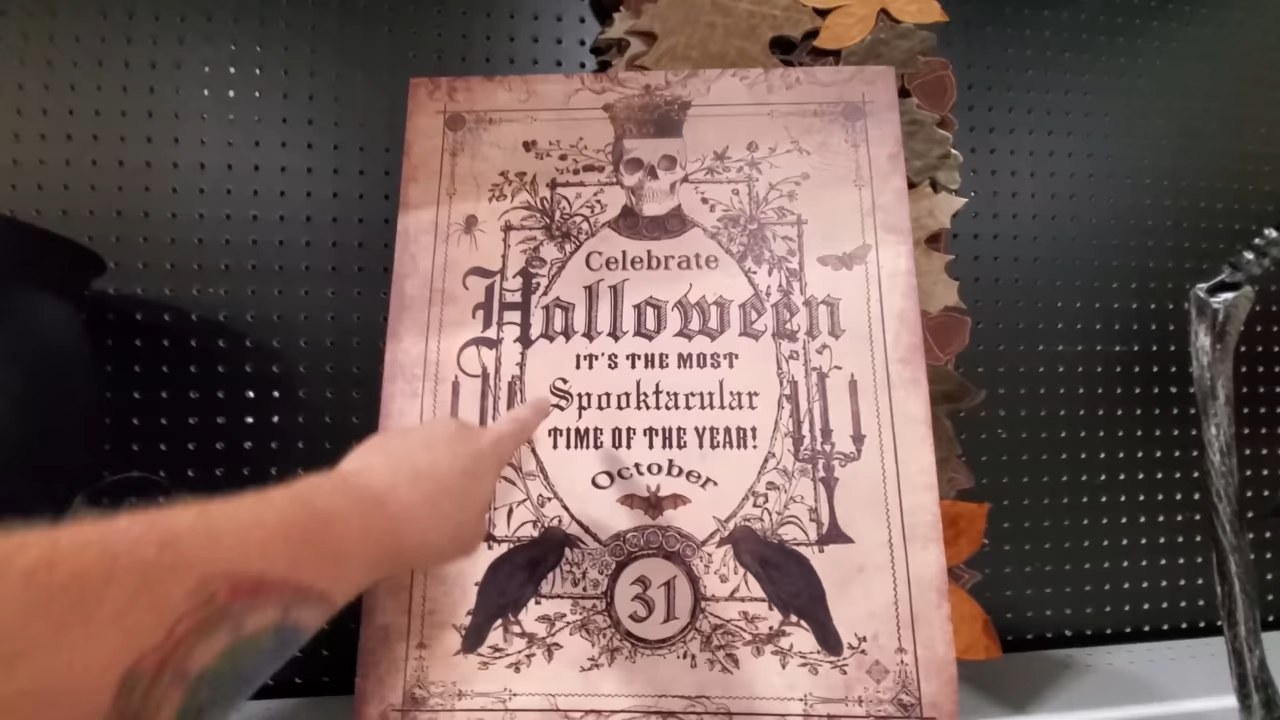 Celebrate
Halloween
IT'S THE MOST
Spooktacular
TIME OF THE YEAR!
October
31